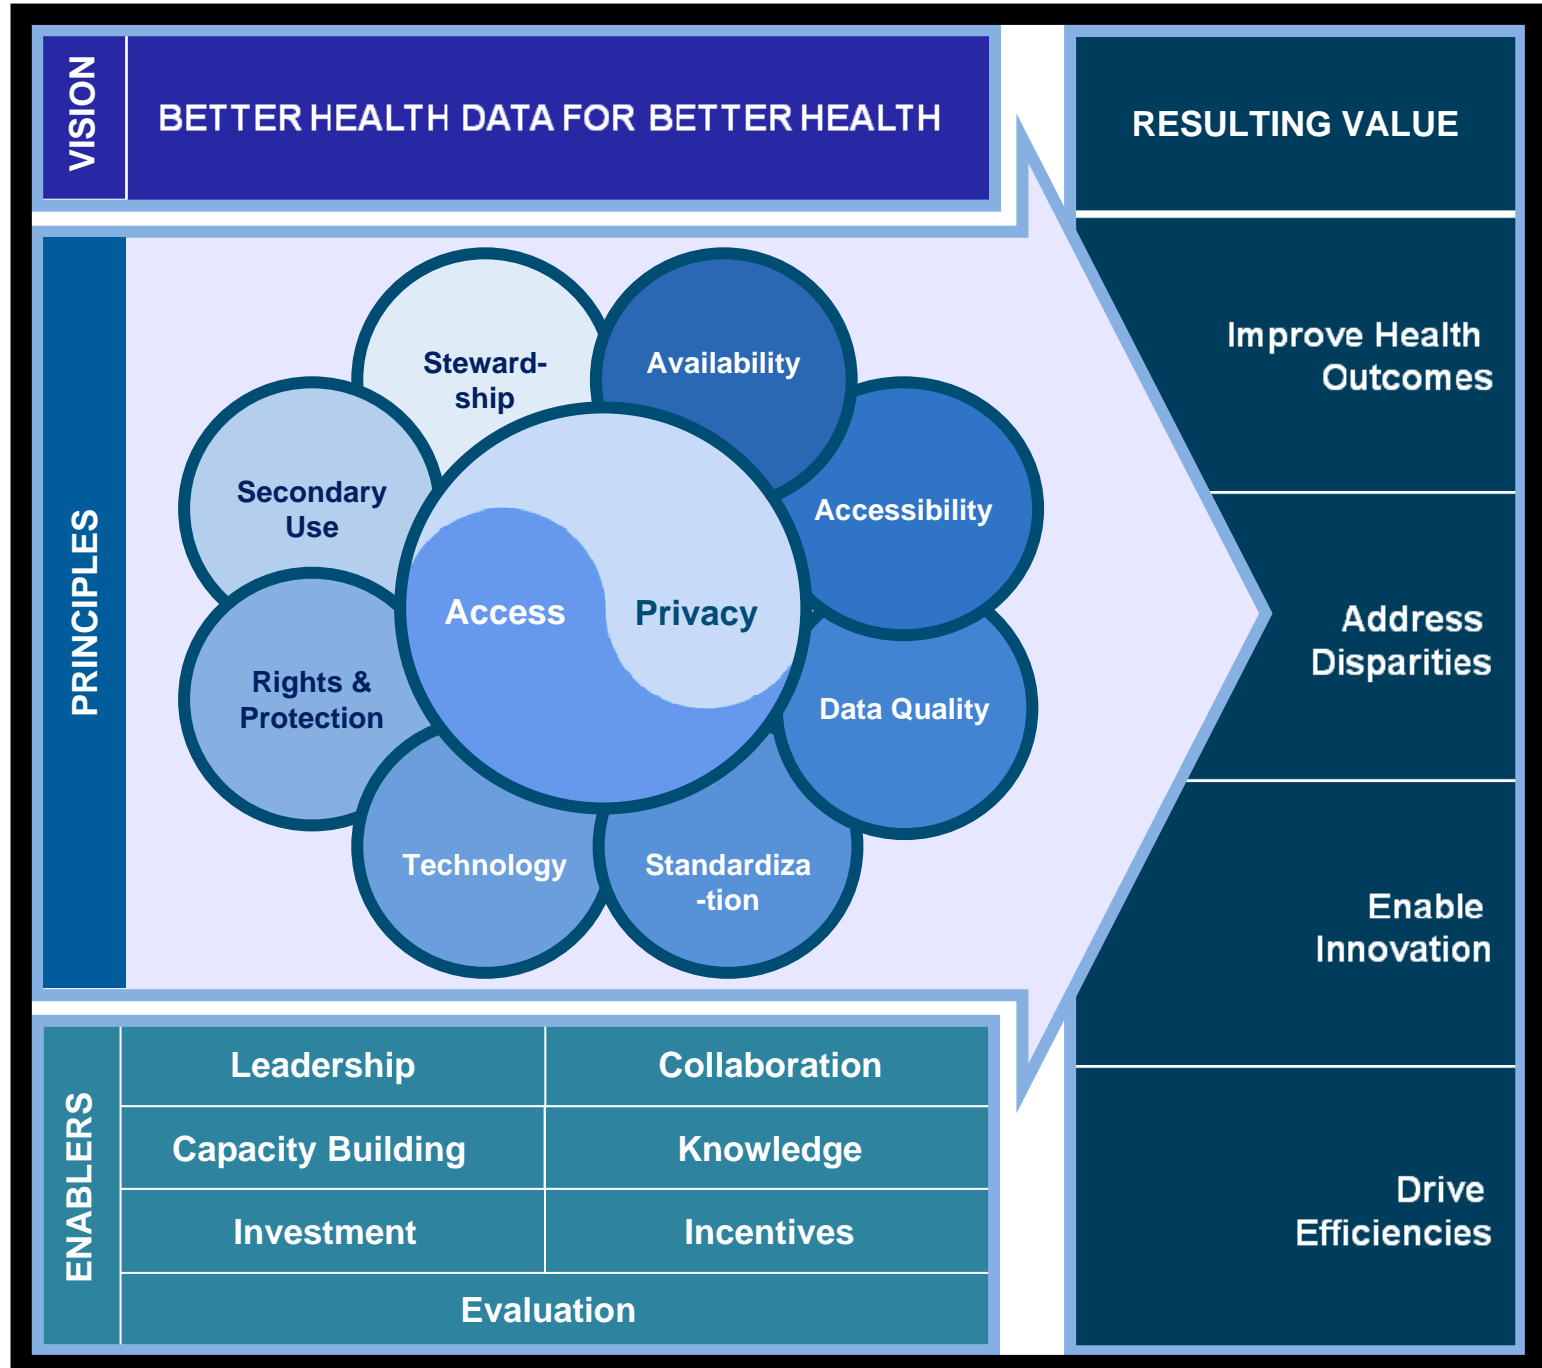 VISION
BETTER HEALTH DATA FOR BETTER HEALTH
PRINCIPLES
Steward-
ship
Availability
Accessibility
Data Quality
Standardiza
-tion
Technology
Rights &
Protection
Secondary
Use
Access
Privacy
ENABLERS
Leadership
Collaboration
Capacity Building
Knowledge
Investment
Incentives
Evaluation
RESULTING VALUE
Improve Health
Outcomes
Address
Disparities
Enable
Innovation
Drive
Efficiencies